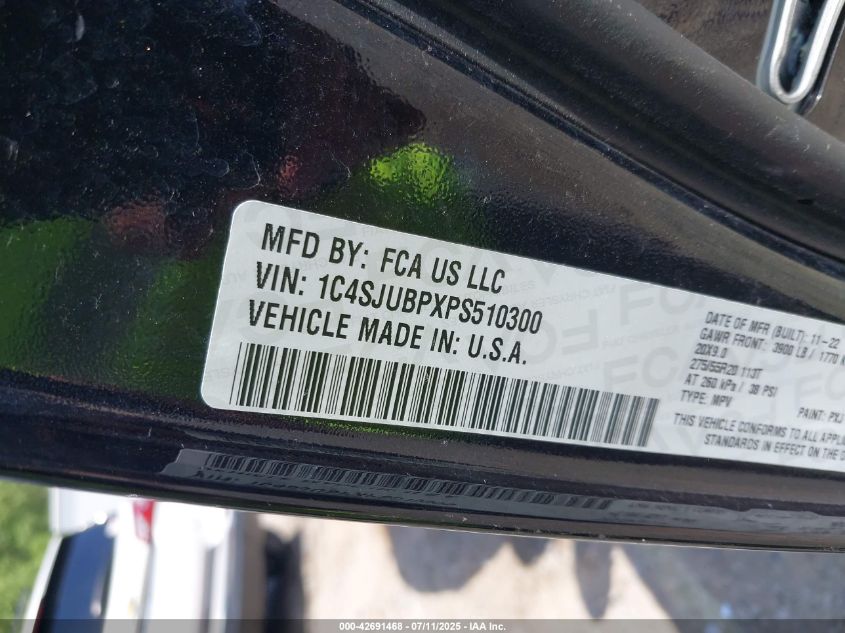 MFD BY: FCA US LLC
VIN: 1C4SJUBPXPS510300
VEHICLE MADE IN: U.S.A.
DATE OF MFR (BUILT): 11-22
GAWR FRONT: 3900 LB / 1770 K
20X9.0
275/55R20 113T
AT 260 kPa / 38 PSI
TYPE: MPV
PAINT: PXJ
THIS VEHICLE CONFORMS TO ALL APPL
STANDARDS IN EFFECT ON THE D
000-42691468 - 07/11/2025 - IAA Inc.